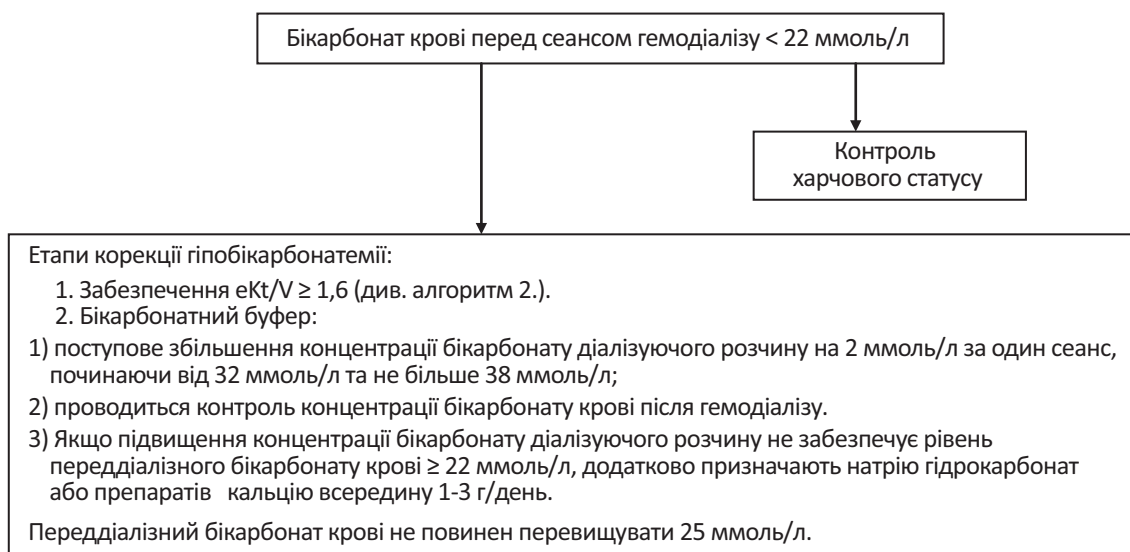 Бікарбонат крові перед сеансом гемодіалізу < 22 ммоль/л
Контроль
харчового статусу
Етапи корекції гіпобікарбонатемії:
1. Забезпечення eKt/V ≥ 1,6 (див. алгоритм 2.).
2. Бікарбонатний буфер:
1) поступове збільшення концентрації бікарбонату діалізуючого розчину на 2 ммоль/л за один сеанс,
починаючи від 32 ммоль/л та не більше 38 ммоль/л;
2) проводиться контроль концентрації бікарбонату крові після гемодіалізу.
3) Якщо підвищення концентрації бікарбонату діалізуючого розчину не забезпечує рівень
переддіалізного бікарбонату крові ≥ 22 ммоль/л, додатково призначають натрію гідрокарбонат
або препаратів кальцію всередину 1-3 г/день.
Переддіалізний бікарбонат крові не повинен перевищувати 25 ммоль/л.